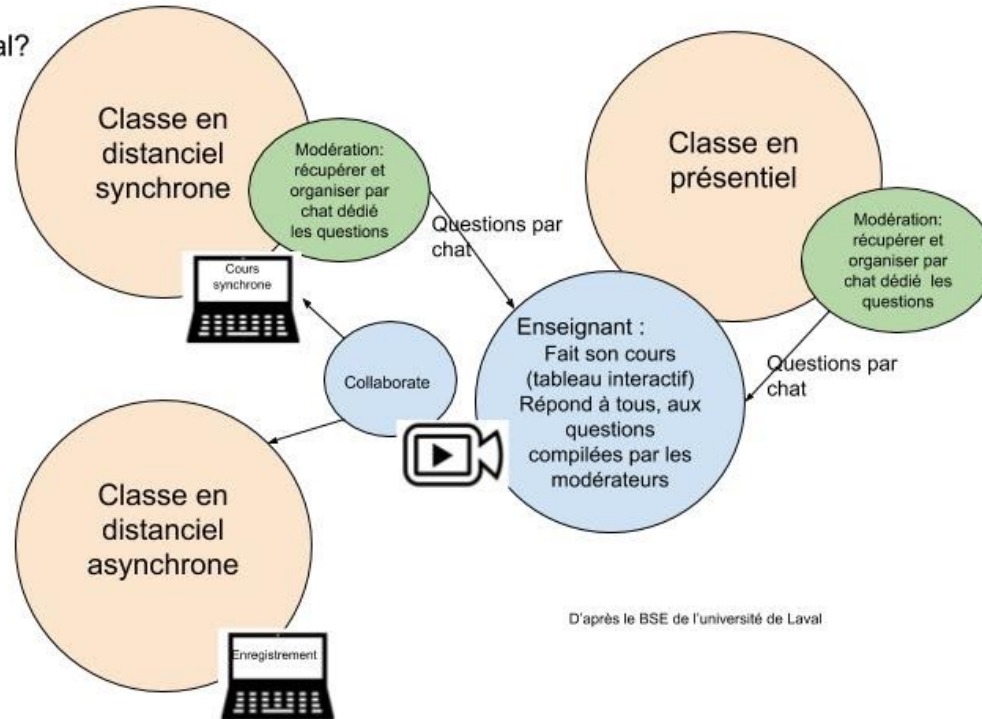 al?
Classe en
distanciel
synchrone
Modération:
récupérer et
organiser par
chat dédié
les questions
Cours
synchrone
Questions par
chat
Classe en
présentiel
Modération:
récupérer et
organiser par
chat dédié les
questions
Questions par
chat
Collaborate
Enseignant :
Fait son cours
(tableau interactif)
Répond à tous, aux
questions
compilées par les
modérateurs
Classe en
distanciel
asynchrone
Enregistrement
D'après le BSE de l'université de Laval